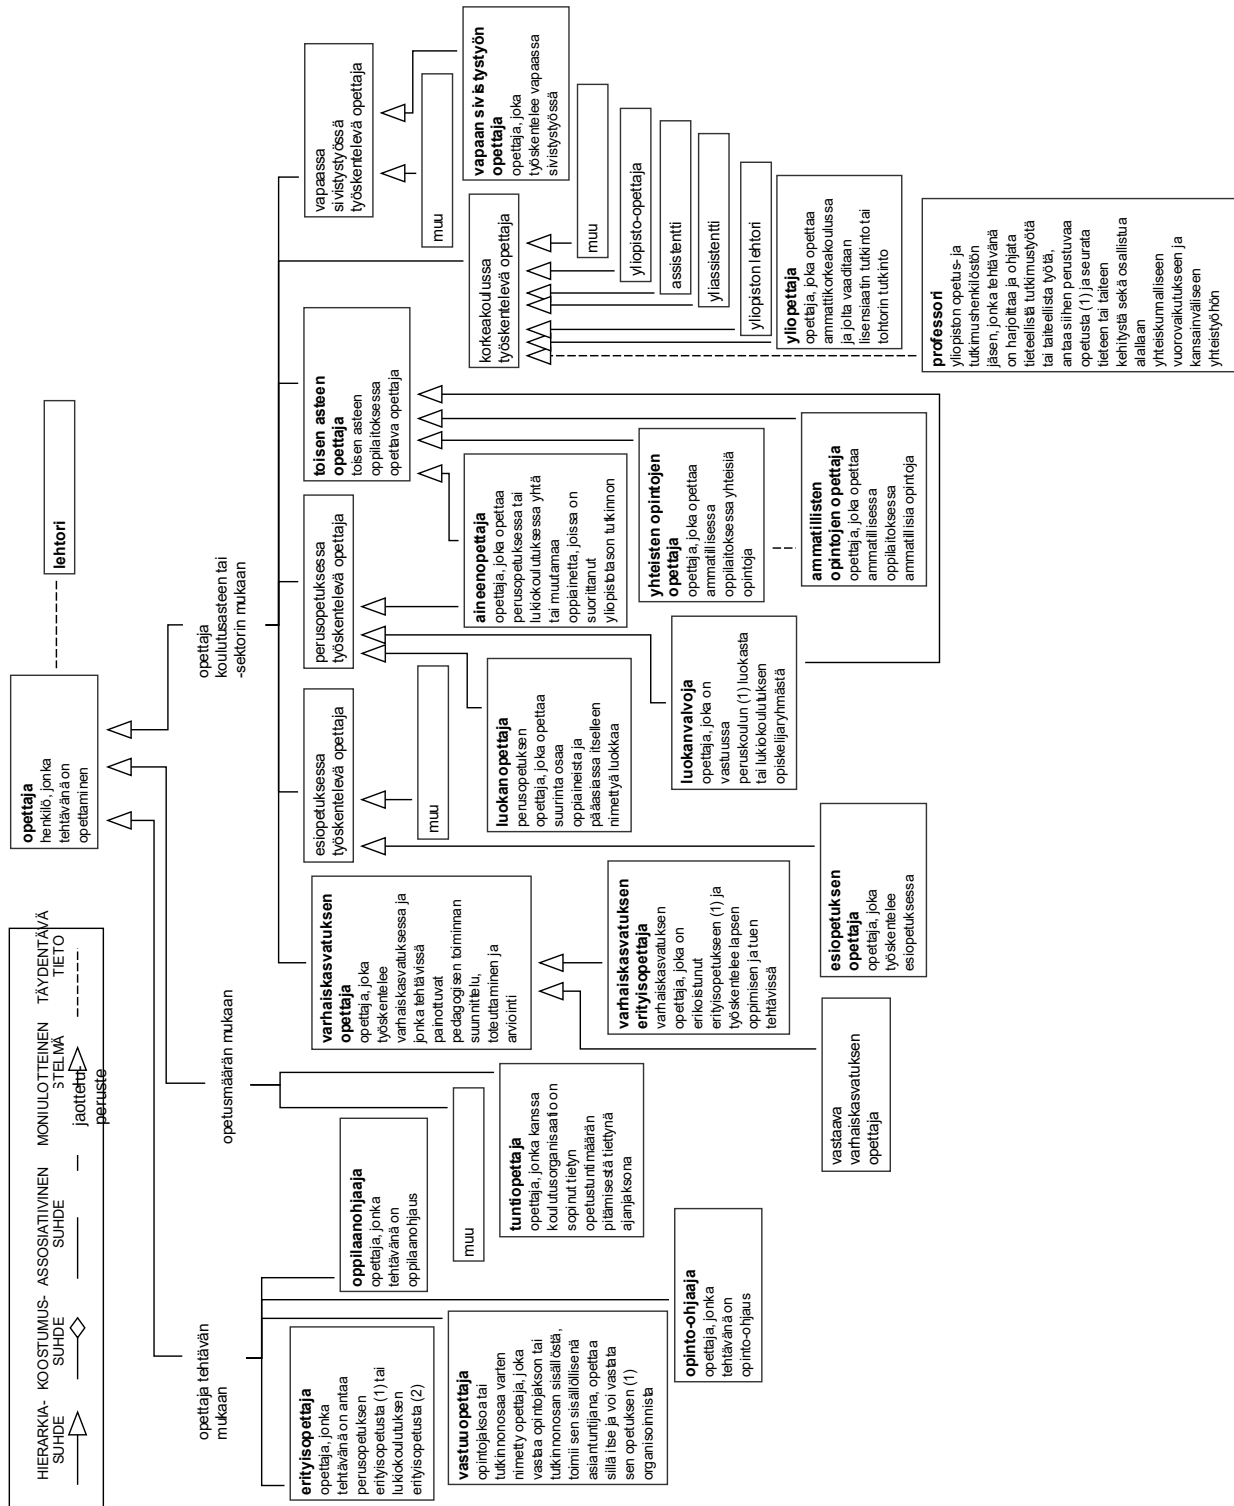 HIERARKIA-
SUHDE
KOOSTUMUS-
SUHDE
ASSOSIATIIVINEN
SUHDE
MONIULOTTEINEN
STELMÄ
jaottelu-
peruste
TÄYDENTÄVÄ
TIETO
opettaja
henkilö, jonka
tehtävänä on
opettaminen
lehtori
opettaja tehtävän
mukaan
opetusmäärän mukaan
opettaja
koulutusasteen tai
-sektorin mukaan
erityisopettaja
opettaja, jonka
tehtävänä on antaa
perusopetuksen
erityisopetusta (1) tai
lukiokoulutuksen
erityisopetusta (2)
oppilaanohjaaja
opettaja, jonka
tehtävänä on
oppilaanohjaus
vastuuopettaja
opintojaksoa tai
tutkinnonosaa varten
nimetty opettaja, joka
vastaa opintojakson tai
tutkinnonosan sisällöstä,
toimii sen sisällöllisenä
asiantuntijana, opettaa
sillä itse ja voi vastata
sen opetuksen (1)
organisoinnista
opinto-ohjaaja
opettaja, jonka
tehtävänä on
opinto-ohjaus
muu
tuntiopettaja
opettaja, jonka kanssa
koulutusorganisaatio on
sopinut tietyn
opetustuntimäärän
pitämisestä tiettynä
ajanjaksona
varhaiskasvatuksen
opettaja
opettaja, joka
työskentelee
varhaiskasvatuksessa ja
jonka tehtävissä
painottuvat
pedagogisen toiminnan
suunnittelu,
toteuttaminen ja
arviointi
varhaiskasvatuksen
erityisopettaja
varhaiskasvatuksen
opettaja, joka on
erikoistunut
erityisopetukseen (1) ja
työskentelee lapsen
oppimisen ja tuen
tehtävissä
vastaava
varhaiskasvatuksen
opettaja
esiopetuksessa
työskentelevä opettaja
muu
esiopetuksen
opettaja
opettaja, joka
työskentelee
esiopetuksessa
perusopetuksessa
työskentelevä opettaja
luokanopettaja
perusopetuksen
opettaja, joka opettaa
suurinta osaa
oppiaineista ja
pääasiassa itselleen
nimettyä luokkaa
luokanvalvoja
opettaja, joka on
vastuussa
peruskoulun (1) luokasta
tai lukiokoulutuksen
opiskelijaryhmästä
aineenopettaja
opettaja, joka opettaa
perusopetuksessa tai
lukiokoulutuksessa yhtä
tai muutamaa
oppiainetta, joissa on
suorittanut
yliopistotason tutkinnon
toisen asteen
opettaja
toisen asteen
oppilaitoksessa
opettava opettaja
yhteisten opintojen
opettaja
opettaja, joka opettaa
ammatillisessa
oppilaitoksessa yhteisiä
opintoja
ammatillisten
opintojen opettaja
opettaja, joka opettaa
ammatillisessa
oppilaitoksessa
ammatillisia opintoja
korkeakoulussa
työskentelevä opettaja
muu
yliopisto-opettaja
assistentti
yliassistentti
yliopiston lehtori
yliopettaja
opettaja, joka opettaa
ammattikorkeakoulussa
ja jolta vaaditaan
lisensiaatin tutkinto tai
tohtorin tutkinto
professori
yliopiston opetus- ja
tutkimushenkilöstön
jäsen, jonka tehtävänä
on harjoittaa ja ohjata
tieteellistä tutkimustyötä
tai taiteellista työtä,
antaa siihen perustuvaa
opetusta (1) ja seurata
tieteen tai taiteen
kehitystä sekä osallistua
alallaan
yhteiskunnalliseen
vuorovaikutukseen ja
kansainväliseen
yhteistyöhön
vapaassa
sivistystyössä
työskentelevä opettaja
muu
vapaan sivistystyön
opettaja
opettaja, joka
työskentelee vapaassa
sivistystyössä